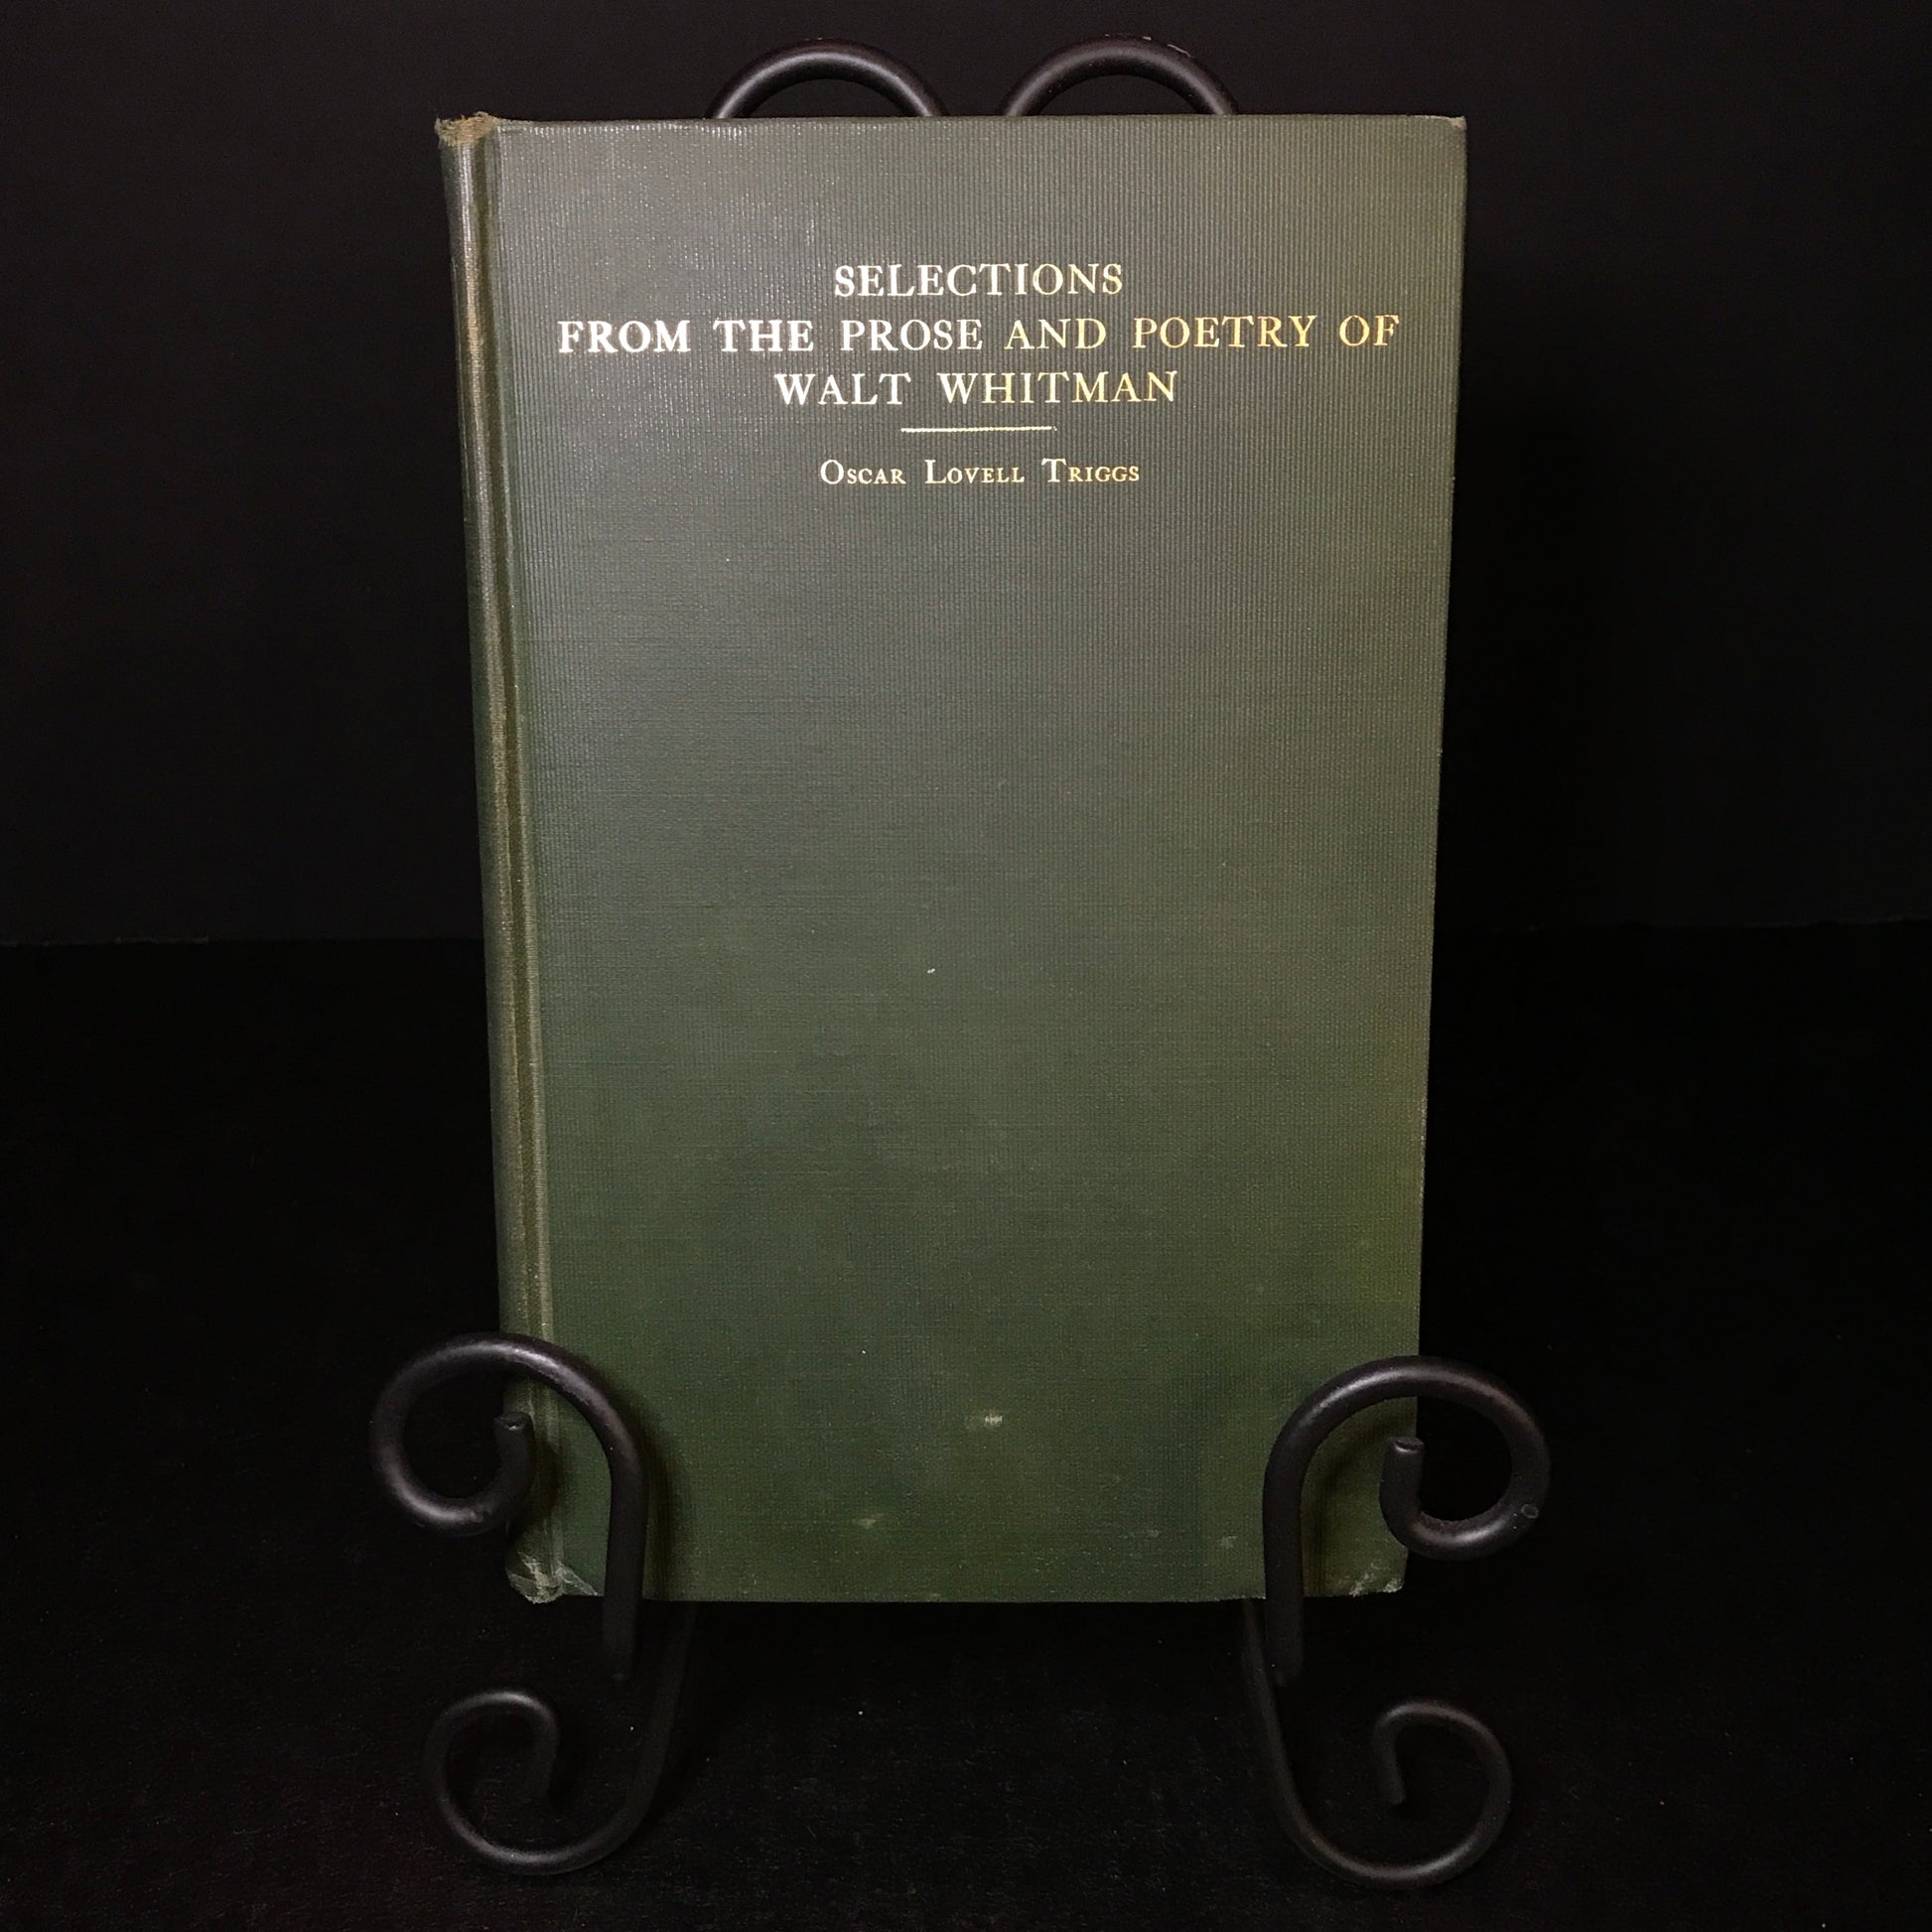 SELECTIONS
FROM THE PROSE AND POETRY OF
WALT WHITMAN
Oscar Lovell Triggs